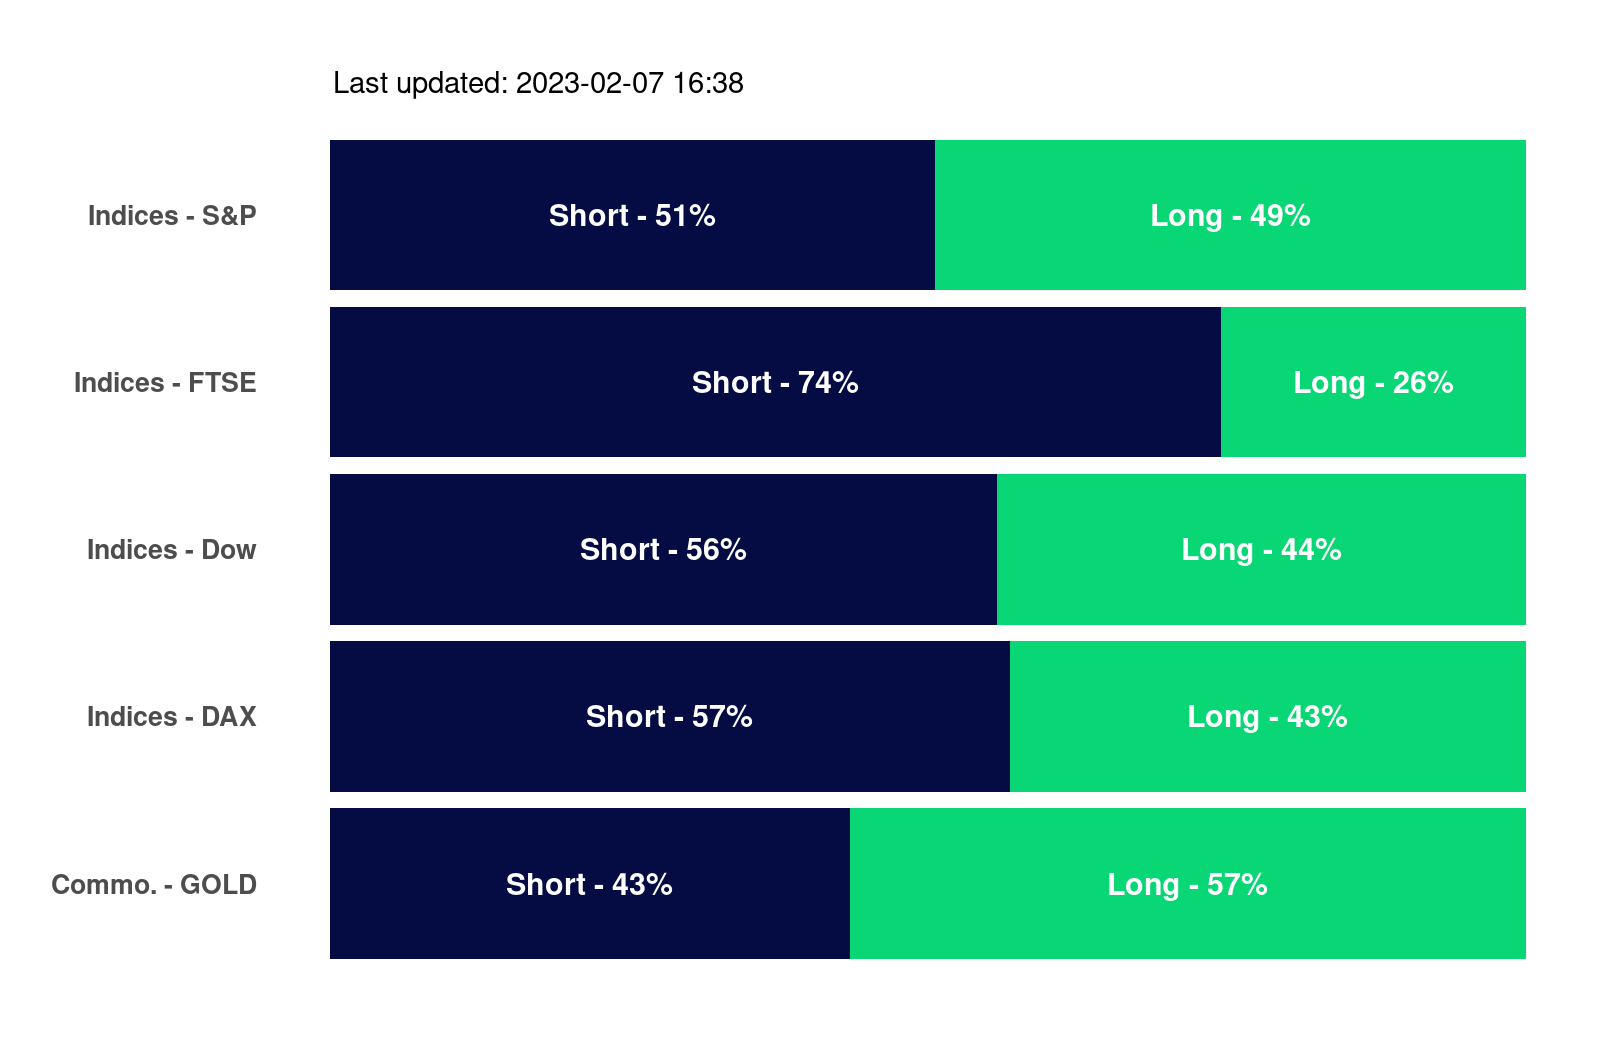 Last updated: 2023-02-07 16:38
Indices - S&P Short - 51% Long - 49%
Indices - FTSE Short - 74% Long - 26%
Indices - Dow Short - 56% Long - 44%
Indices - DAX Short - 57% Long - 43%
Commo. - GOLD Short - 43% Long - 57%